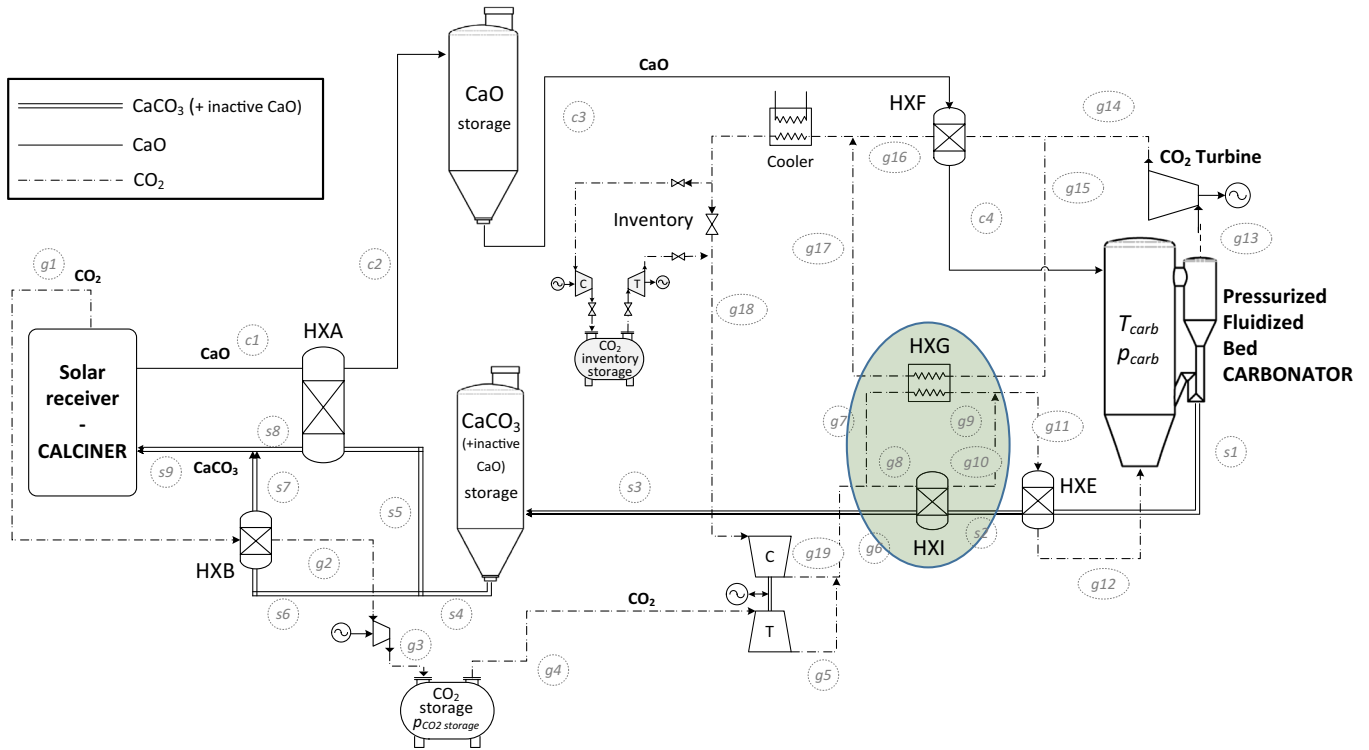 CaCO3 (+ inactive CaO)
CaO
CO2
CaO
storage
c3
CaO
HXF
g14
Cooler
g16
CO2 Turbine
g15
Inventory
c4
g13
g17
c2
g1
CO2
C
T
g18
CO2
inventory
storage
Tcarb
pcarb
Pressurized
Fluidized
Bed
CARBONATOR
HXA
c1
CaO
Solar
receiver
-
CALCINER
HXG
CaCO3
(+inactive
CaO)
storage
g7
g9
g11
s1
s8
s9
CaCO3
s7
g8
g10
s3
HXE
s5
HXB
g2
C
g19
g6
HXI
s2
g12
s6
s4
CO2
T
g3
g4
g5
CO2
storage
pCO2 storage